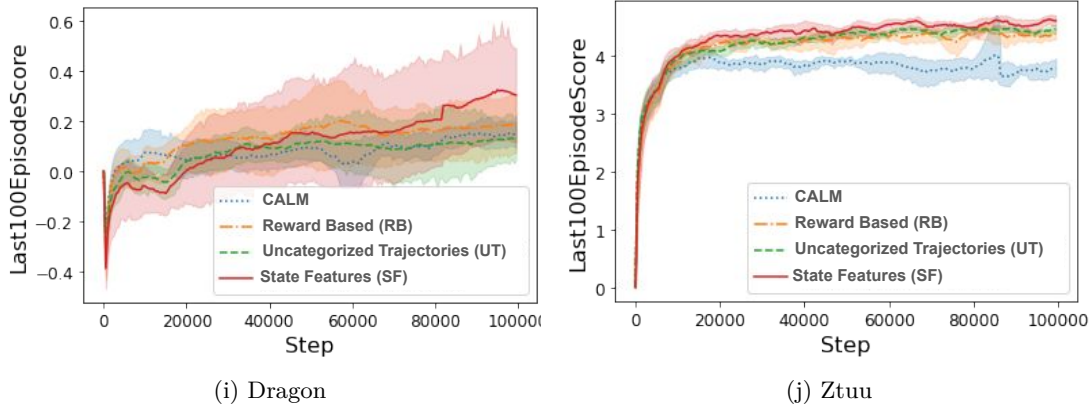 Last100EpisodeScore
0.6
0.4
0.2
0.0
−0.2
−0.4
CALM
Reward Based (RB)
Uncategorized Trajectories (UT)
State Features (SF)
0 20000 40000 60000 80000 100000
Step
(i) Dragon
Last100EpisodeScore
4
3
2
1
0
CALM
Reward Based (RB)
Uncategorized Trajectories (UT)
State Features (SF)
0 20000 40000 60000 80000 100000
Step
(j) Ztuu